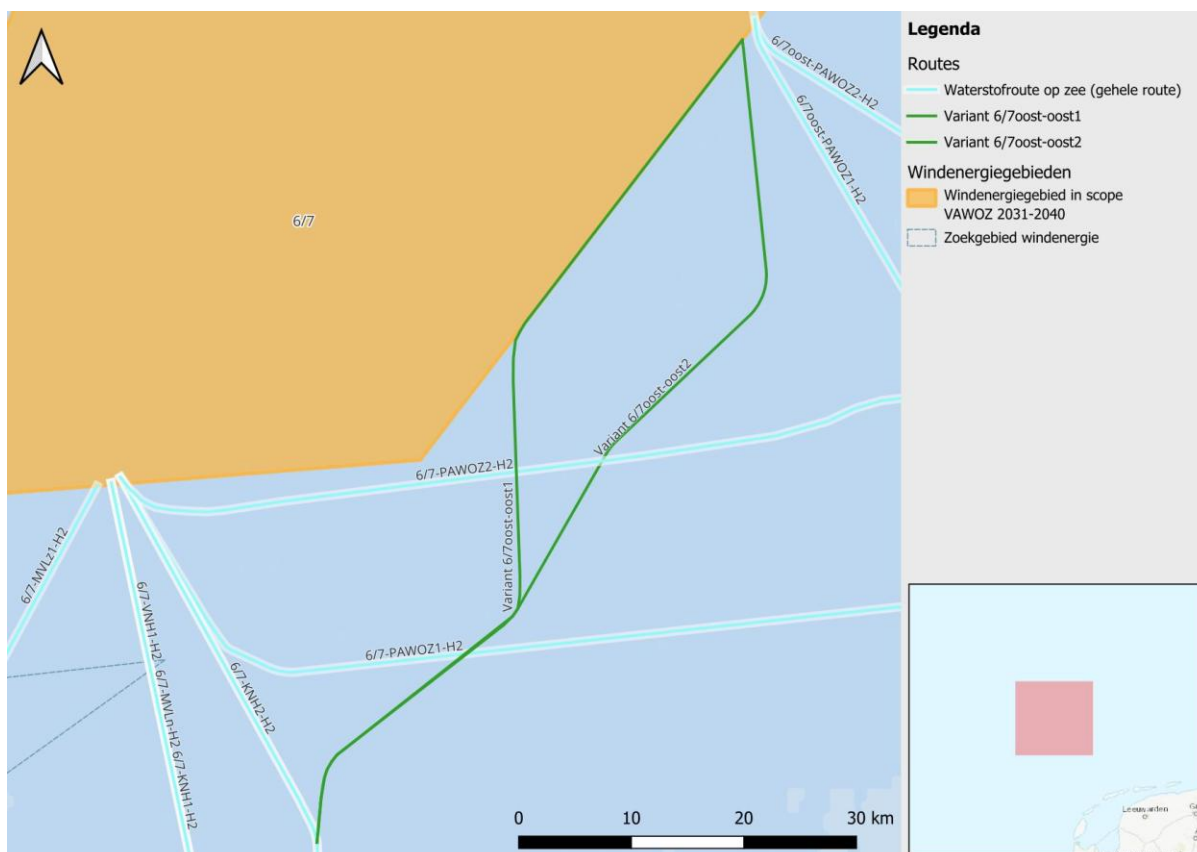 6/7oost-PAWOZ2-H2
6/7oost-PAWOZ1-H2
6/7
Variant 6/7oost-oost2
6/7-PAWOZ2-H2
Variant 6/7oost-oost1
6/7-MVLz1-H2
6/7-VNH1-H2
6/7-MVLn-H2
6/7-KNH1-H2
6/7-KNH2-H2
6/7-PAWOZ1-H2
0 10 20 30 km
Legenda
Routes
Waterstofroute op zee (gehele route)
Variant 6/7oost-oost1
Variant 6/7oost-oost2
Windenergiegebieden
Windenergiegebied in scope
VAWOZ 2031-2040
Zoekgebied windenergie
Leeuwarden